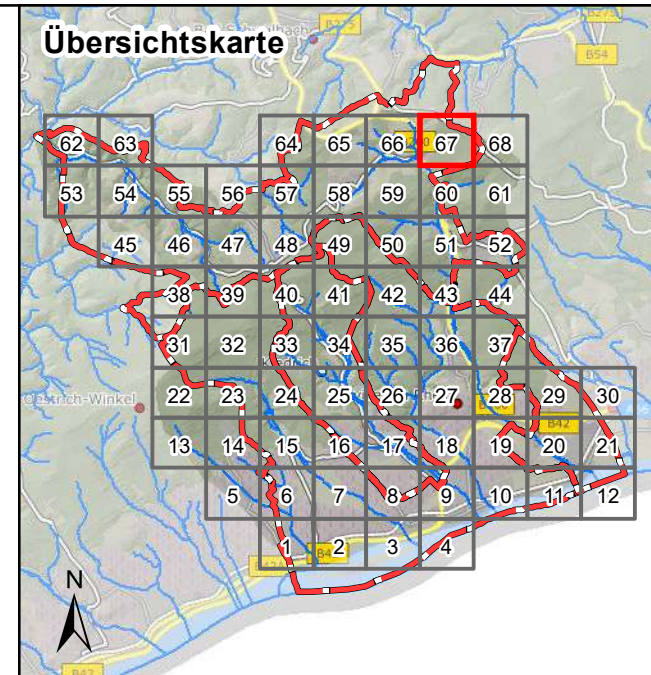 Übersichtskarte
B275
B54
62 63 64 65 66 67 68
53 54 55 56 57 58 59 60 61
45 46 47 48 49 50 51 52
38 39 40 41 42 43 44
31 32 33 34 35 36 37
Oestrich-Winkel
22 23 24 25 26 27 28 29 30
B42
13 14 15 16 17 18 19 20 21
5 6 7 8 9 10 11 12
1 2 3 4
N
B42